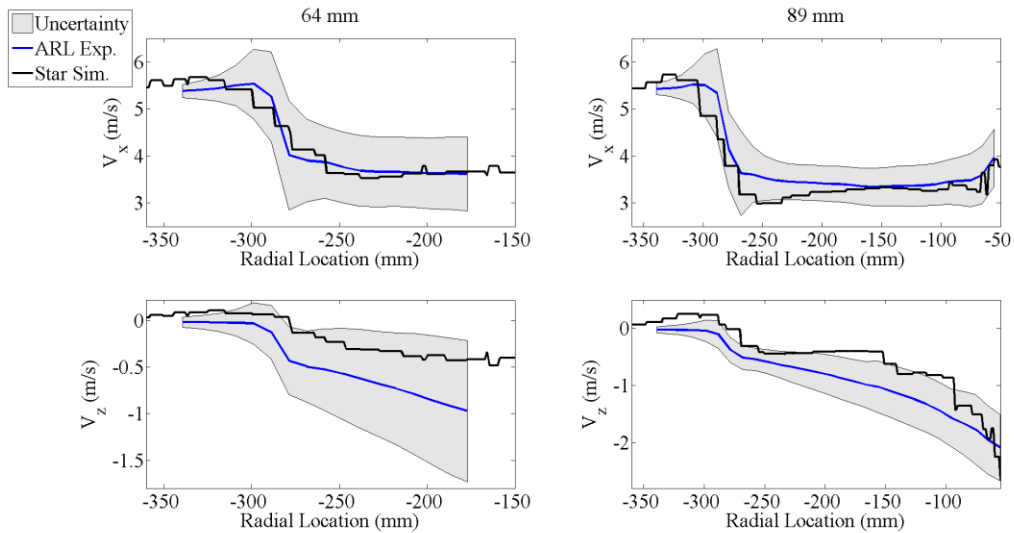 64 mm
89 mm
Uncertainty
ARL Exp.
Star Sim.
6
5
4
3
V_x (m/s)
-350 -300 -250 -200 -150
Radial Location (mm)
6
5
4
3
V_x (m/s)
-350 -300 -250 -200 -150 -100 -50
Radial Location (mm)
0
-0.5
-1
-1.5
V_z (m/s)
-350 -300 -250 -200 -150
Radial Location (mm)
0
-1
-2
V_z (m/s)
-350 -300 -250 -200 -150 -100
Radial Location (mm)